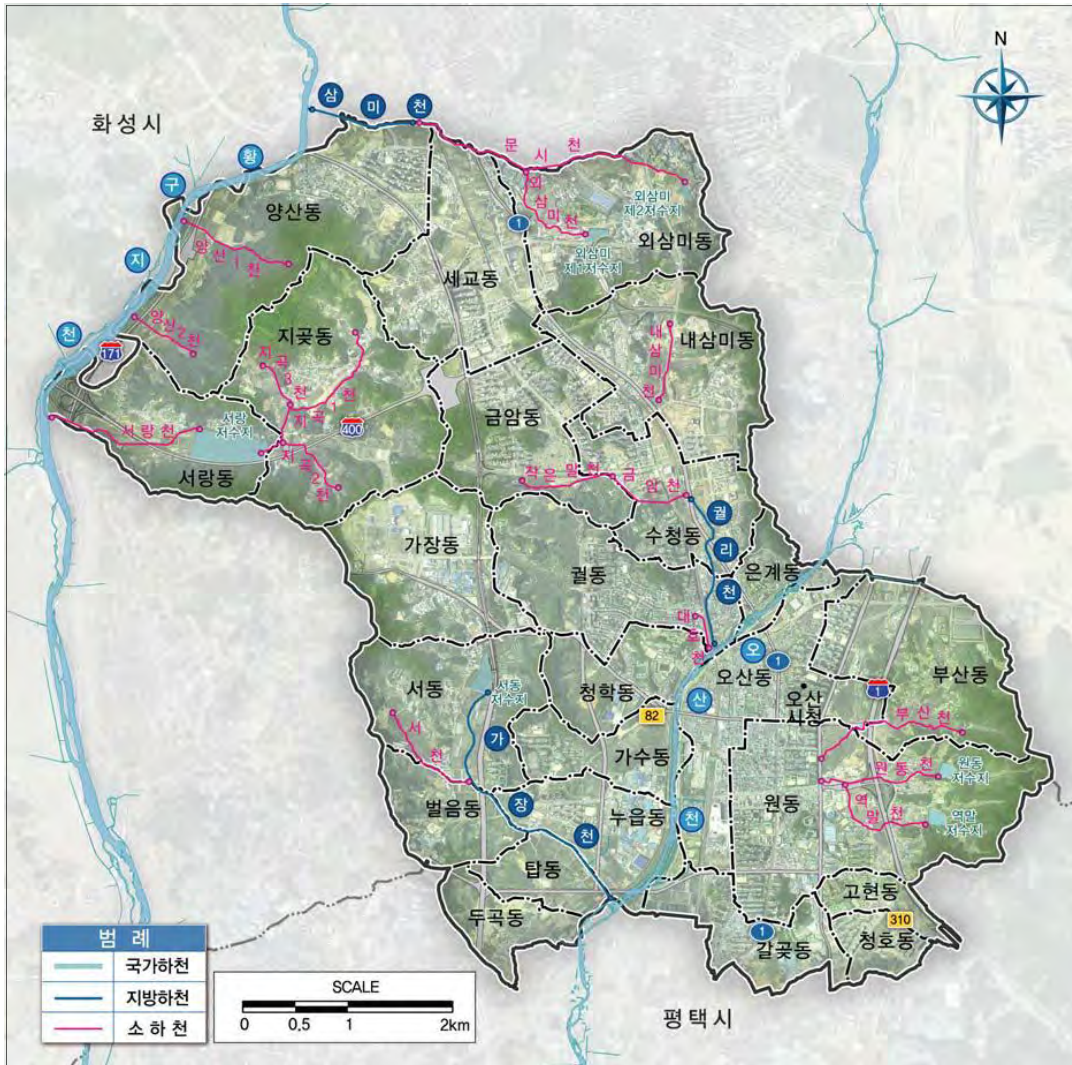 N
화성시
삼미천
황구지천
문시천
외삼미천
외삼미
제2저수지
외삼미
제1저수지
외삼미동
1
양산동
양산1천
양산2천
세교동
171
지곶동
지곡3천
지곡1천
지곡2천
400
서랑천
서랑
저수지
서랑동
내삼미동
내삼미천
금암동
작은말천
금암천
궐리천
수청동
은계동
가장동
궐동
대호천
오산천
오산동
1
오산
시청
1
부산동
부산천
서동
서동
저수지
서천
청학동
82
가수동
가장천
원동천
원동
저수지
역말천
역말
저수지
원동
벌음동
누읍동
탑동
두곡동
고현동
310
청호동
1
갈곶동
평택시
범 례
국가하천
지방하천
소 하 천
SCALE
0 0.5 1 2km